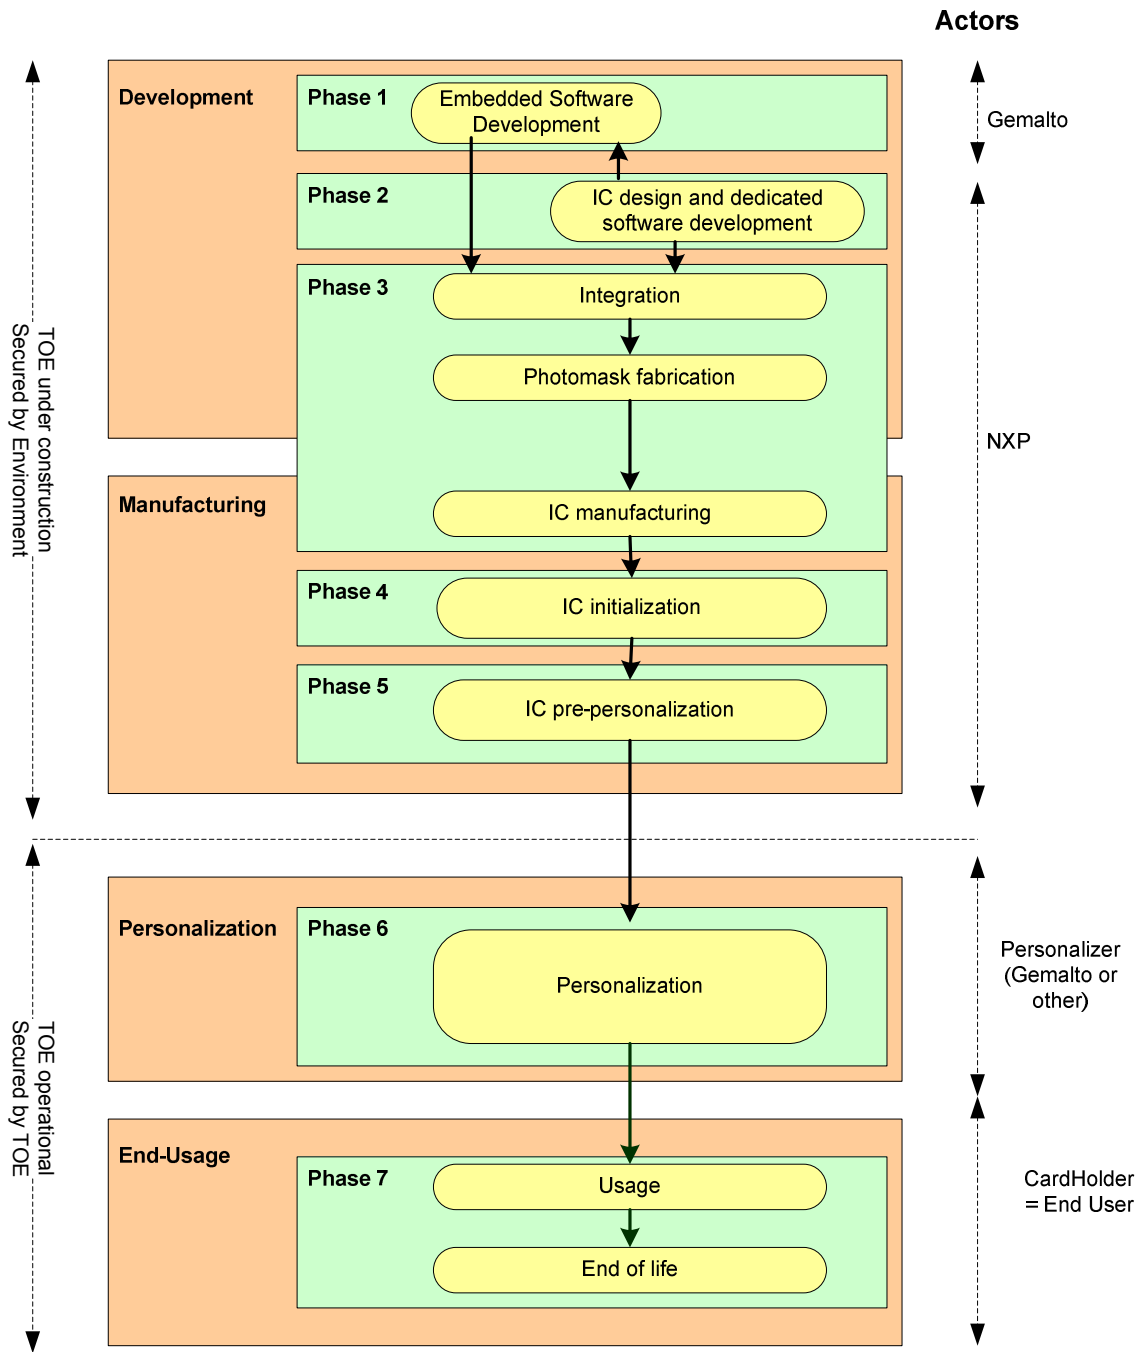 Actors
Development
Phase 1
Embedded Software
Development
Gemalto
Phase 2
IC design and dedicated
software development
Phase 3
Integration
Photomask fabrication
TOE under construction
Secured by Environment
NXP
Manufacturing
IC manufacturing
Phase 4
IC initialization
Phase 5
IC pre-personalization
Personalization
Phase 6
Personalization
Personalizer
(Gemalto or
other)
TOE operational
Secured by TOE
End-Usage
Phase 7
Usage
CardHolder
= End User
End of life